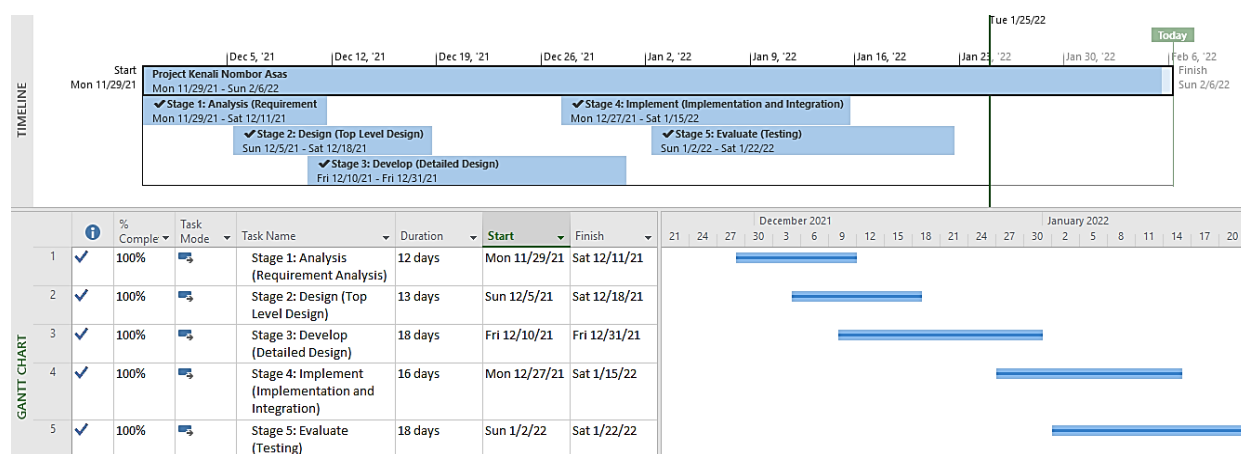 Tue 1/25/22
Today
Dec 5, '21 Dec 12, '21 Dec 19, '21 Dec 26, '21 Jan 2, '22 Jan 9, '22 Jan 16, '22 Jan 23, '22 Jan 30, '22 Feb 6, '22
Start
Mon 11/29/21
Project Kenali Nombor Asas
Mon 11/29/21 - Sun 2/6/22
Finish
Sun 2/6/22
Stage 1: Analysis (Requirement
Mon 11/29/21 - Sat 12/11/21
Stage 4: Implement (Implementation and Integration)
Mon 12/27/21 - Sat 1/15/22
Stage 2: Design (Top Level Design)
Sun 12/5/21 - Sat 12/18/21
Stage 5: Evaluate (Testing)
Sun 1/2/22 - Sat 1/22/22
Stage 3: Develop (Detailed Design)
Fri 12/10/21 - Fri 12/31/21
TIMELINE
% Comple Task Mode Task Name Duration Start Finish
December 2021 January 2022
21 24 27 30 3 6 9 12 15 18 21 24 27 30 2 5 8 11 14 17 20
1 100% Stage 1: Analysis 12 days Mon 11/29/21 Sat 12/11/21
(Requirement Analysis)
2 100% Stage 2: Design (Top 13 days Sun 12/5/21 Sat 12/18/21
Level Design)
3 100% Stage 3: Develop 18 days Fri 12/10/21 Fri 12/31/21
(Detailed Design)
4 100% Stage 4: Implement 16 days Mon 12/27/21 Sat 1/15/22
(Implementation and
Integration)
5 100% Stage 5: Evaluate 18 days Sun 1/2/22 Sat 1/22/22
(Testing)
GANTT CHART